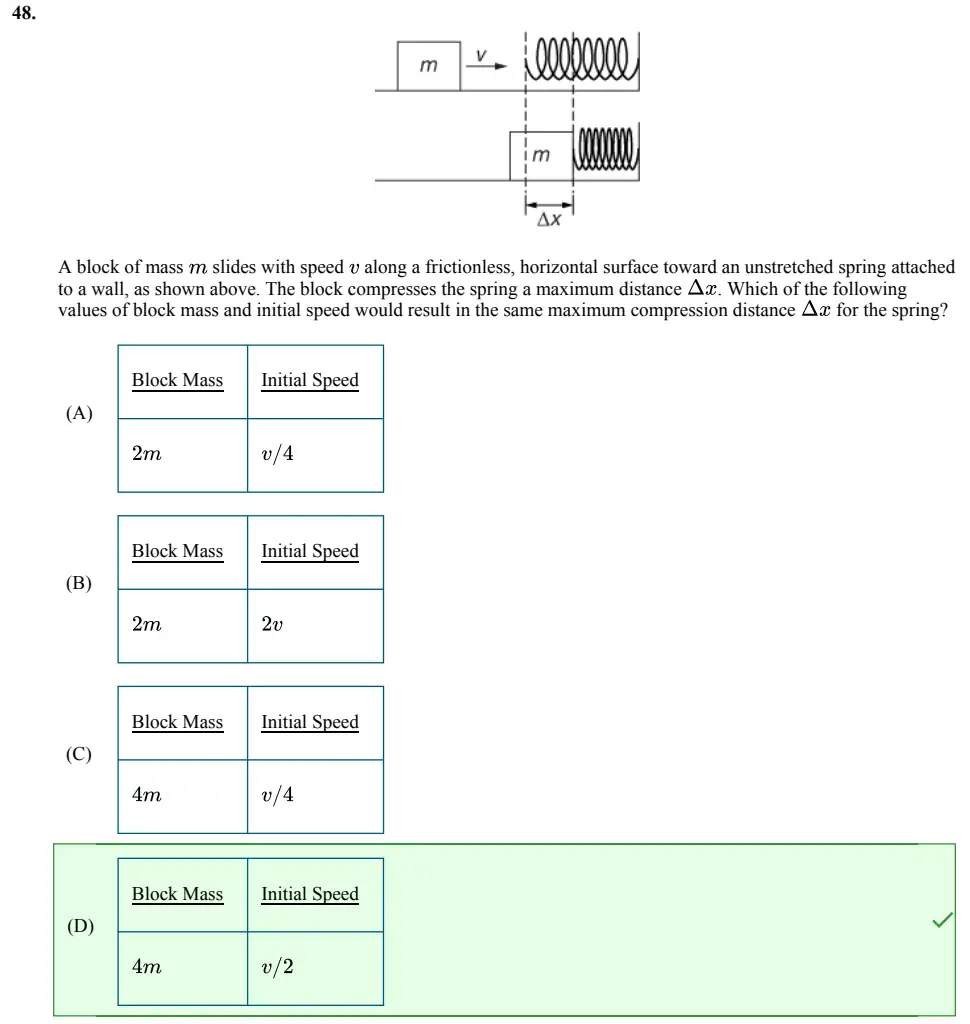 48.
m v
m
Δx
A block of mass m slides with speed v along a frictionless, horizontal surface toward an unstretched spring attached
to a wall, as shown above. The block compresses the spring a maximum distance Δx. Which of the following
values of block mass and initial speed would result in the same maximum compression distance Δx for the spring?
Block Mass Initial Speed
(A)
2m v/4
Block Mass Initial Speed
(B)
2m 2v
Block Mass Initial Speed
(C)
4m v/4
Block Mass Initial Speed
(D)
4m v/2